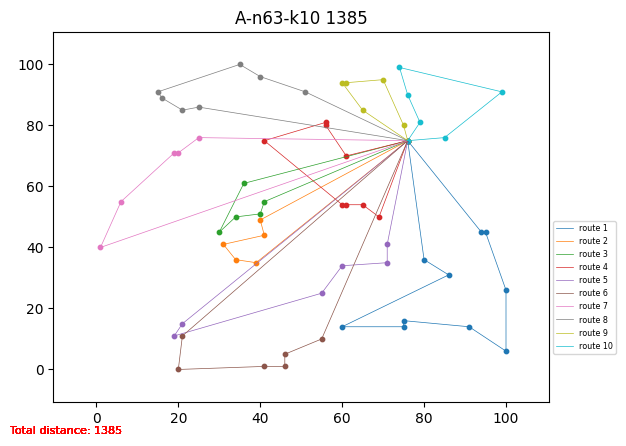 A-n63-k10 1385
100
80
60
40
20
0
0
20
40
60
80
100
route 1
route 2
route 3
route 4
route 5
route 6
route 7
route 8
route 9
route 10
Total distance: 1385